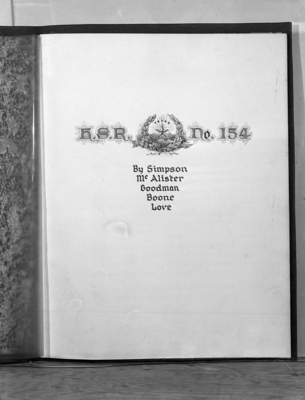 H.S.R. No. 154
By Simpson
Mc Alister
Goodman
Boone
Love